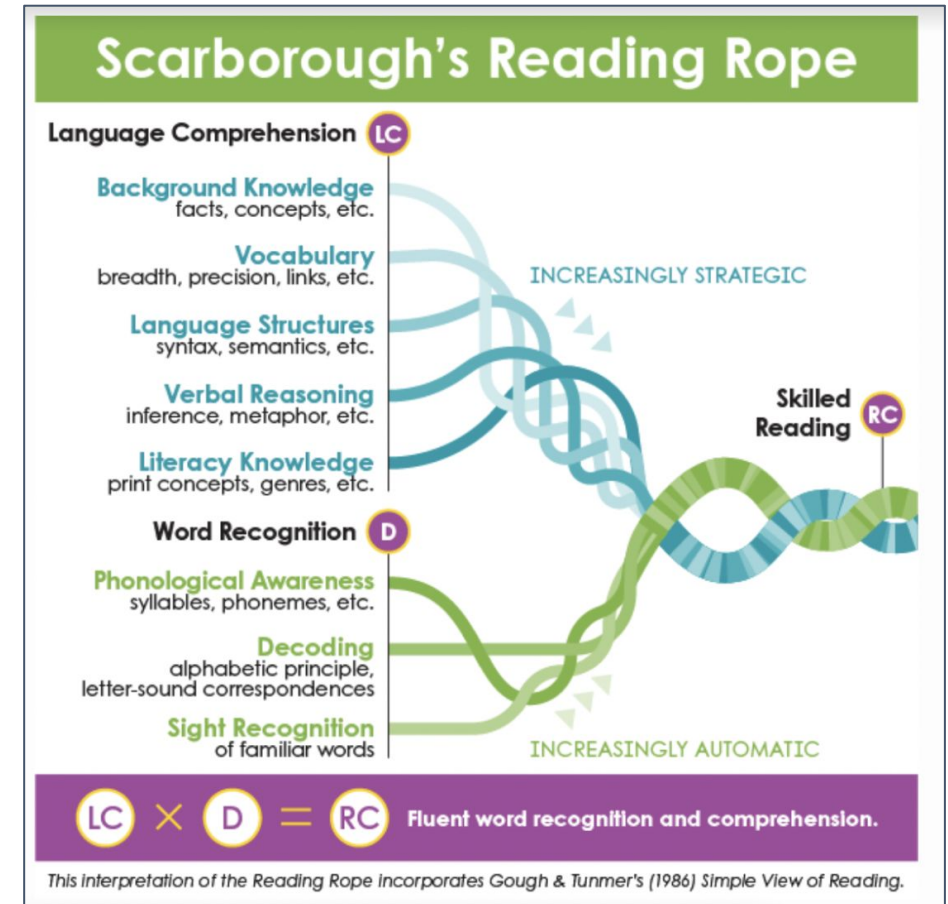 Scarborough's Reading Rope
Language Comprehension LC
Background Knowledge
facts, concepts, etc.
Vocabulary
breadth, precision, links, etc.
INCREASINGLY STRATEGIC
Language Structures
syntax, semantics, etc.
Verbal Reasoning
inference, metaphor, etc.
Skilled
Reading
RC
Literacy Knowledge
print concepts, genres, etc.
Word Recognition D
Phonological Awareness
syllables, phonemes, etc.
Decoding
alphabetic principle,
letter-sound correspondences
Sight Recognition
of familiar words
INCREASINGLY AUTOMATIC
LC × D = RC Fluent word recognition and comprehension.
This interpretation of the Reading Rope incorporates Gough & Tunmer's (1986) Simple View of Reading.